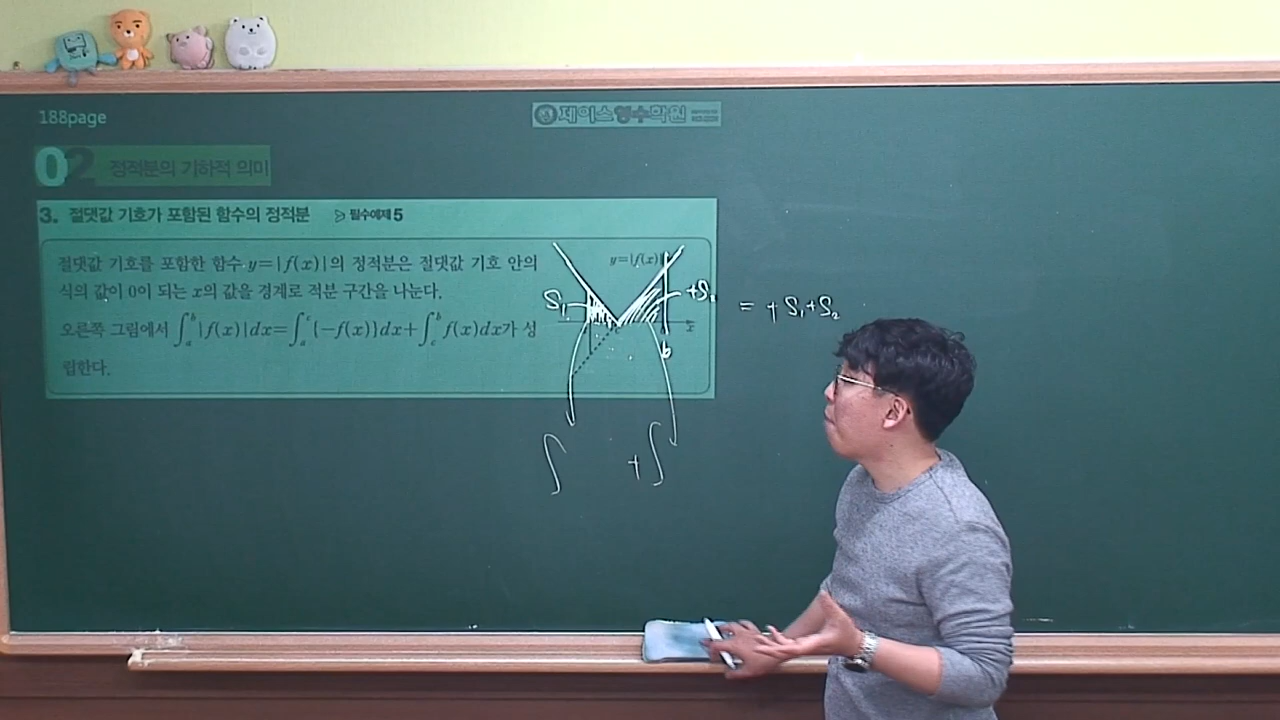 188page
제이스형수학원
02 정적분의 기하적 의미
3. 절댓값 기호가 포함된 함수의 정적분 ▷ 필수예제 5
절댓값 기호를 포함한 함수 y=|f(x)|의 정적분은 절댓값 기호 안의
식의 값이 0이 되는 x의 값을 경계로 적분 구간을 나눈다.
오른쪽 그림에서 ∫_a^b |f(x)|dx=∫_a^c {-f(x)}dx+∫_c^b f(x)dx가 성
립한다.
y=|f(x)|
S₁
+S₂
= +S₁+S₂
c
x
b
∫ +∫